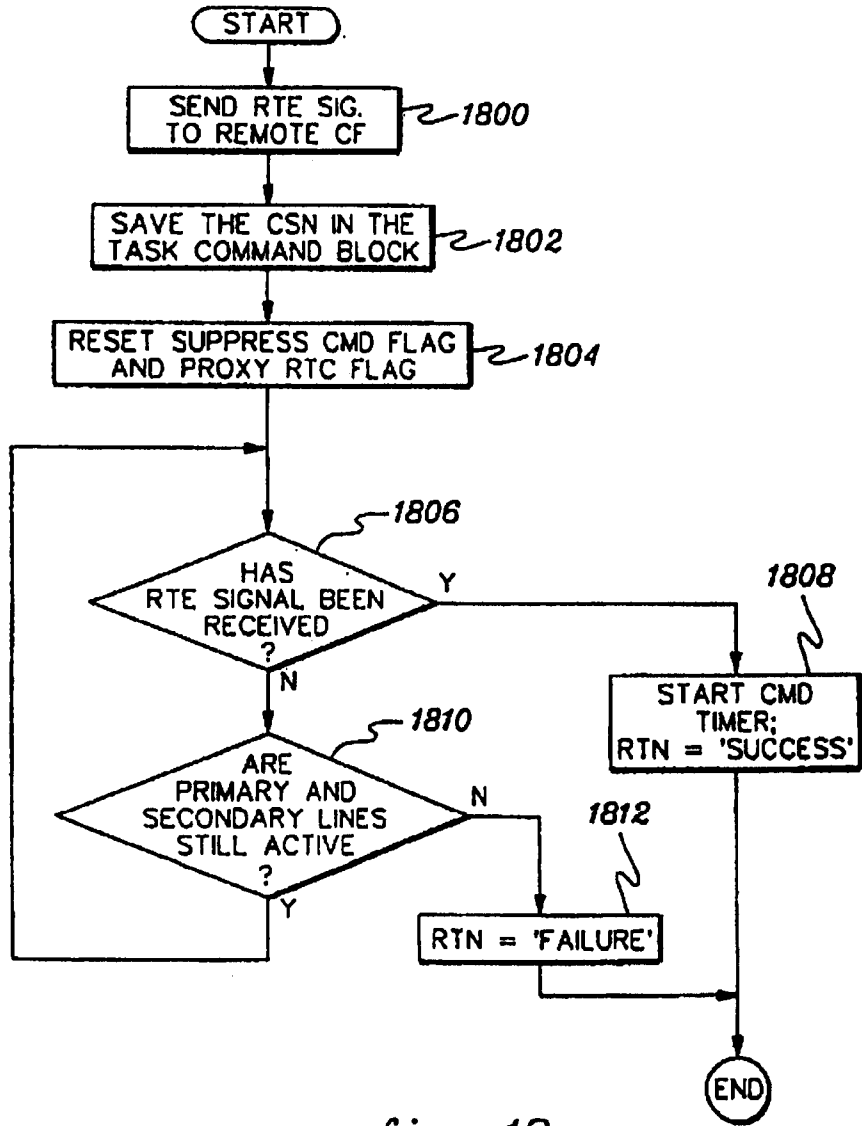 START
SEND RTE SIG.
TO REMOTE CF
1800
SAVE THE CSN IN THE
TASK COMMAND BLOCK
1802
RESET SUPPRESS CMD FLAG
AND PROXY RTC FLAG
1804
1806
HAS
RTE SIGNAL BEEN
RECEIVED
?
Y
N
1808
START CMD
TIMER;
RTN = 'SUCCESS'
1810
ARE
PRIMARY AND
SECONDARY LINES
STILL ACTIVE
?
N
Y
1812
RTN = 'FAILURE'
END